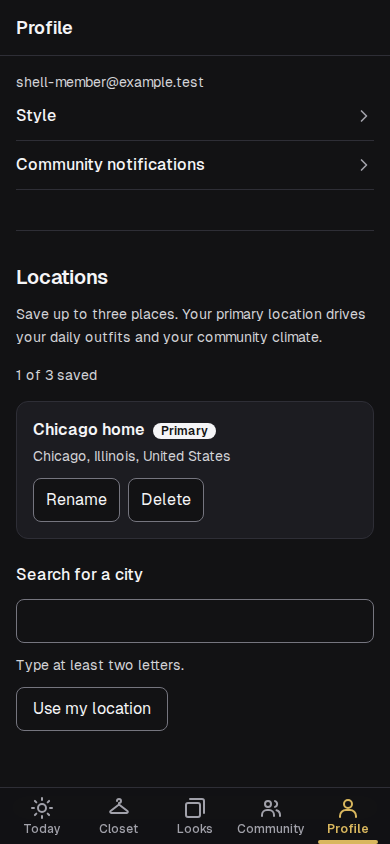 Profile
shell-member@example.test
Style
Community notifications
Locations
Save up to three places. Your primary location drives
your daily outfits and your community climate.
1 of 3 saved
Chicago home Primary
Chicago, Illinois, United States
Rename Delete
Search for a city
Type at least two letters.
Use my location
Today Closet Looks Community Profile